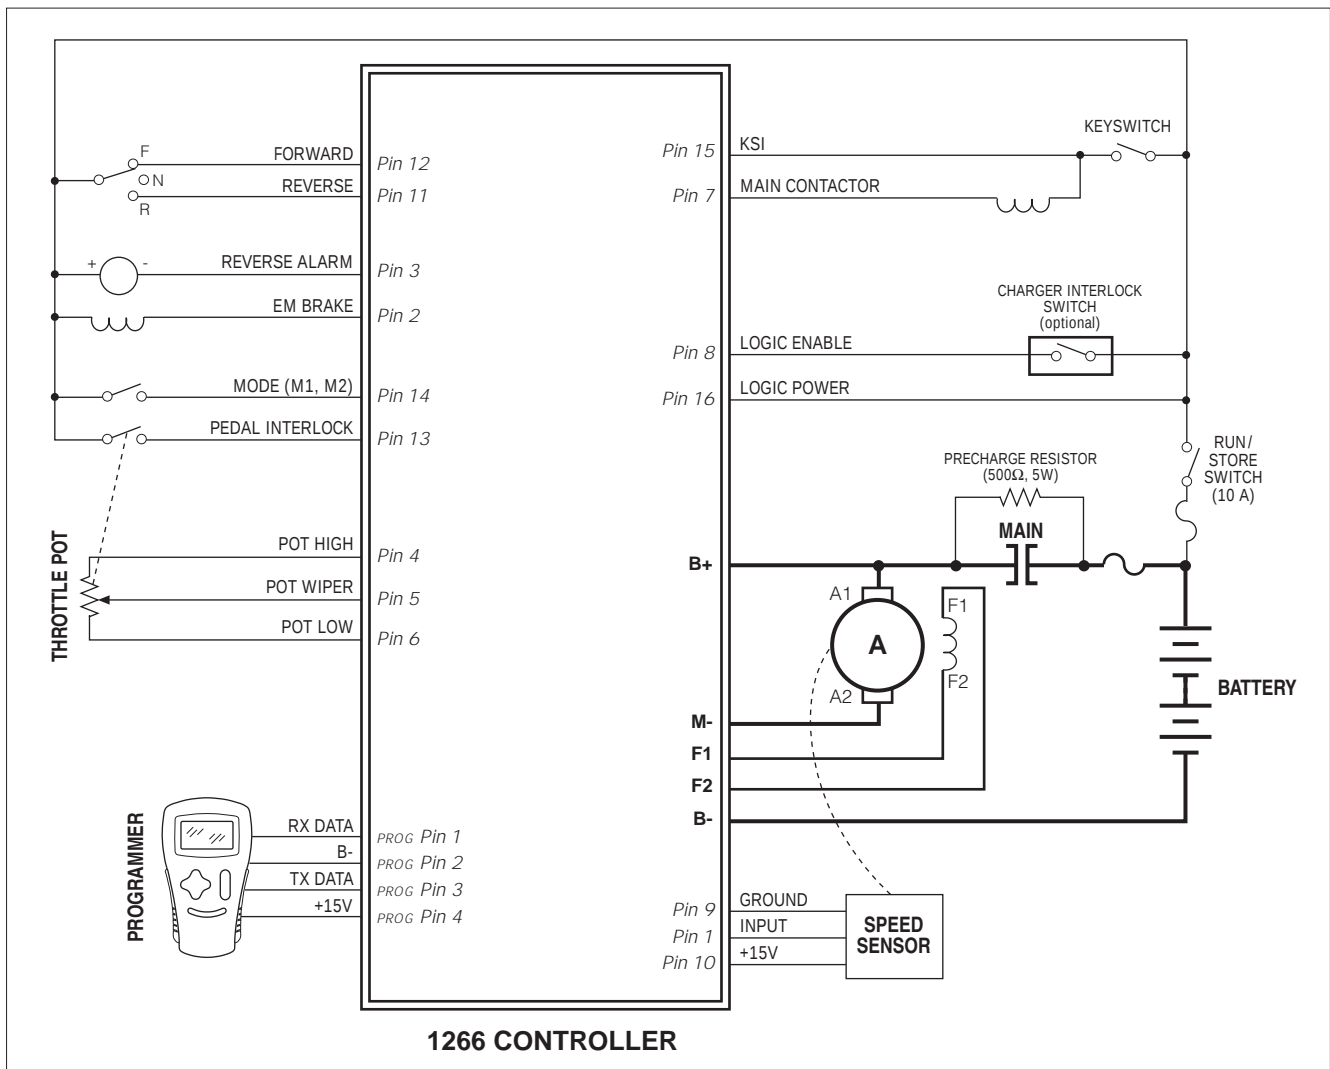 KEYSWITCH
F
N
R
FORWARD
Pin 12
REVERSE
Pin 11
Pin 15
KSI
Pin 7
MAIN CONTACTOR
+
-
REVERSE ALARM
Pin 3
EM BRAKE
Pin 2
CHARGER INTERLOCK
SWITCH
(optional)
Pin 8
LOGIC ENABLE
Pin 16
LOGIC POWER
MODE (M1, M2)
Pin 14
PEDAL INTERLOCK
Pin 13
RUN/
STORE
SWITCH
(10 A)
PRECHARGE RESISTOR
(500Ω, 5W)
MAIN
THROTTLE POT
POT HIGH
Pin 4
POT WIPER
Pin 5
POT LOW
Pin 6
B+
A1
A
A2
F1
F2
BATTERY
M-
F1
F2
B-
PROGRAMMER
RX DATA
PROG Pin 1
B-
PROG Pin 2
TX DATA
PROG Pin 3
+15V
PROG Pin 4
Pin 9
GROUND
Pin 1
INPUT
Pin 10
+15V
SPEED
SENSOR
1266 CONTROLLER